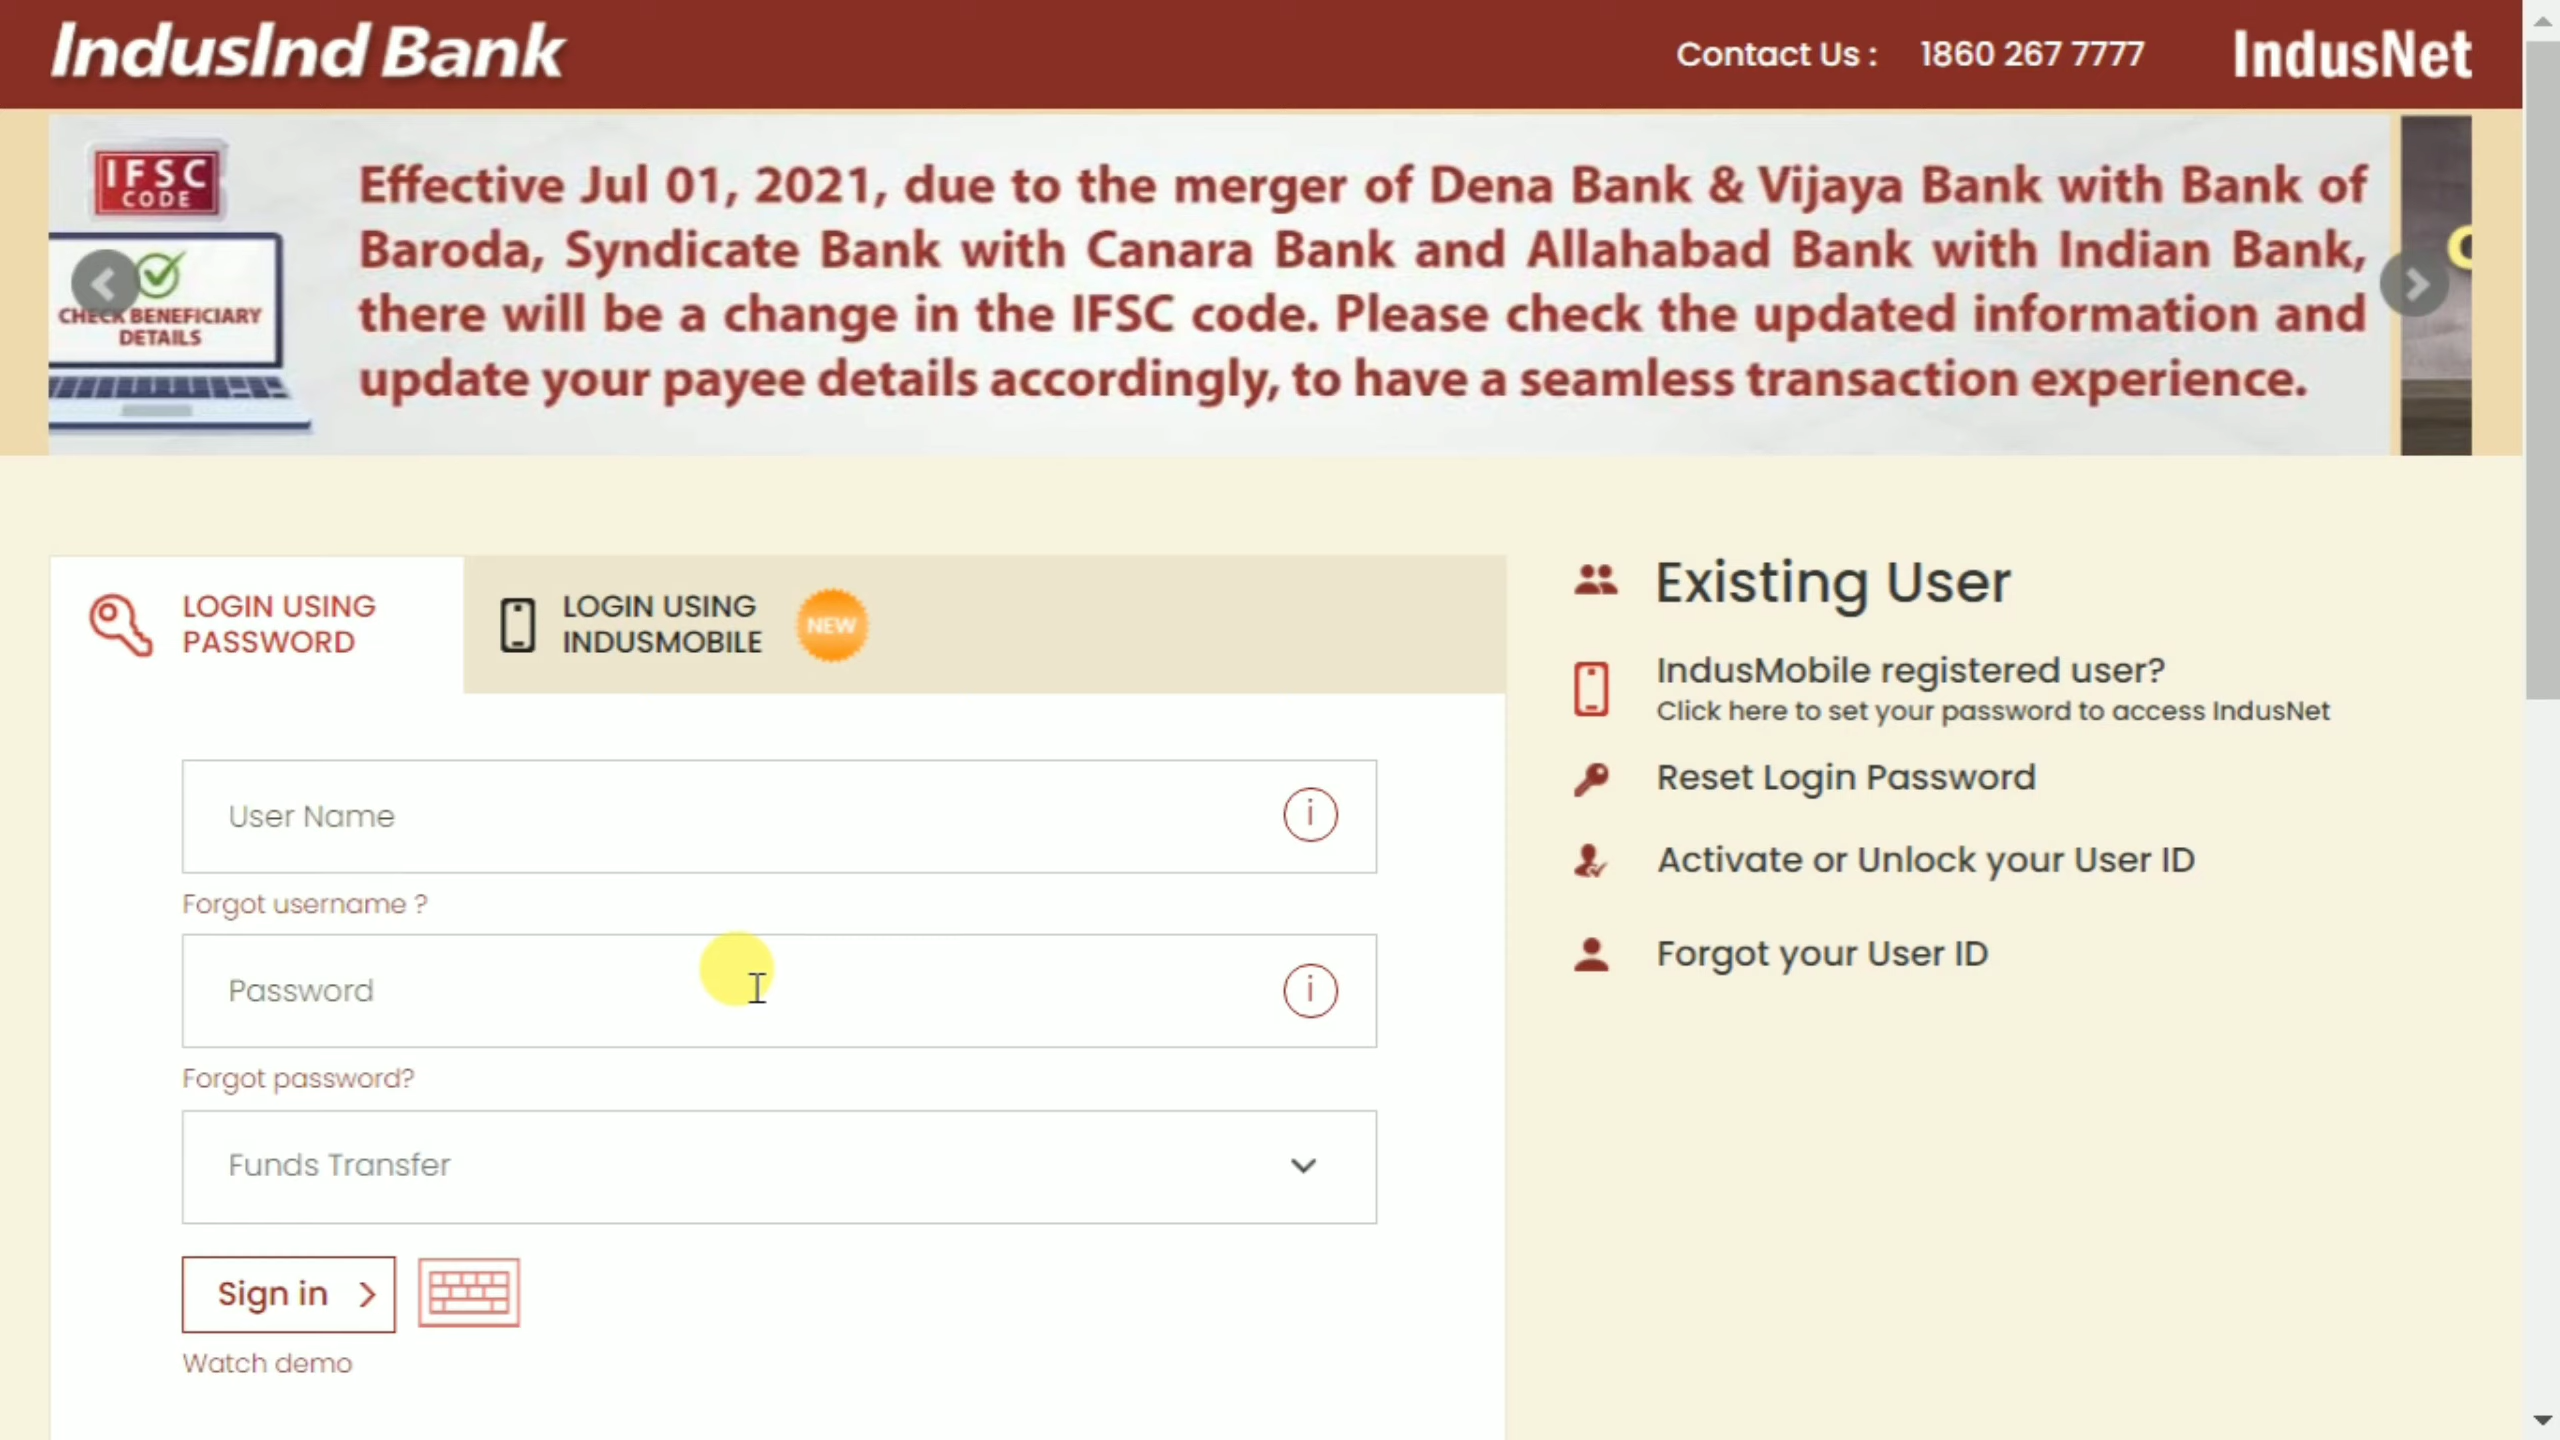 IndusInd Bank
Contact Us : 1860 267 7777
IndusNet
IFSC
CODE
CHECK BENEFICIARY
DETAILS
Effective Jul 01, 2021, due to the merger of Dena Bank & Vijaya Bank with Bank of
Baroda, Syndicate Bank with Canara Bank and Allahabad Bank with Indian Bank,
there will be a change in the IFSC code. Please check the updated information and
update your payee details accordingly, to have a seamless transaction experience.
LOGIN USING
PASSWORD
LOGIN USING
INDUSMOBILE
NEW
User Name
i
Forgot username ?
Password
i
Forgot password?
Funds Transfer
Sign in
Watch demo
Existing User
IndusMobile registered user?
Click here to set your password to access IndusNet
Reset Login Password
Activate or Unlock your User ID
Forgot your User ID